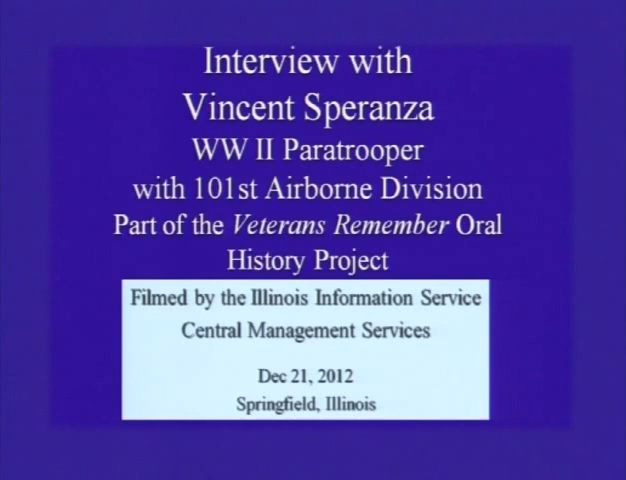 Interview with
Vincent Speranza
WW II Paratrooper
with 101st Airborne Division
Part of the Veterans Remember Oral
History Project
Filmed by the Illinois Information Service
Central Management Services
Dec 21, 2012
Springfield, Illinois